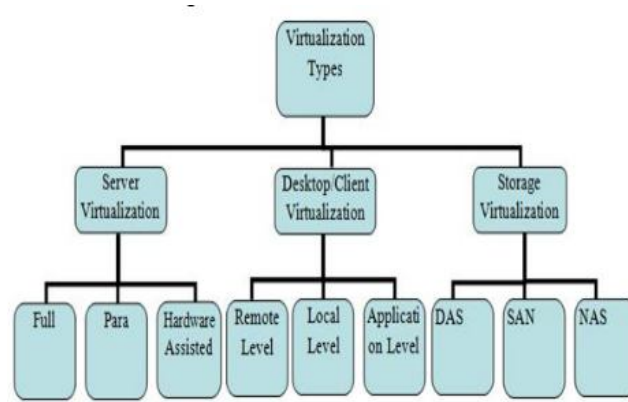 Virtualization
Types
Server
Virtualization
Desktop/Client
Virtualization
Storage
Virtualization
Full
Para
Hardware
Assisted
Remote
Level
Local
Level
Applicati
on Level
DAS
SAN
NAS